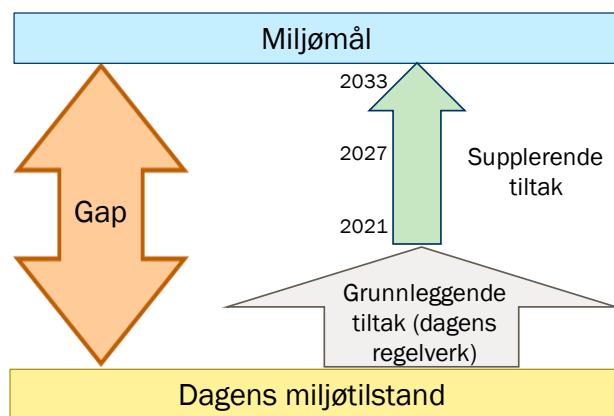 Miljømål
2033
2027
Supplerende
tiltak
Gap
2021
Grunnleggende
tiltak (dagens
regelverk)
Dagens miljøtilstand